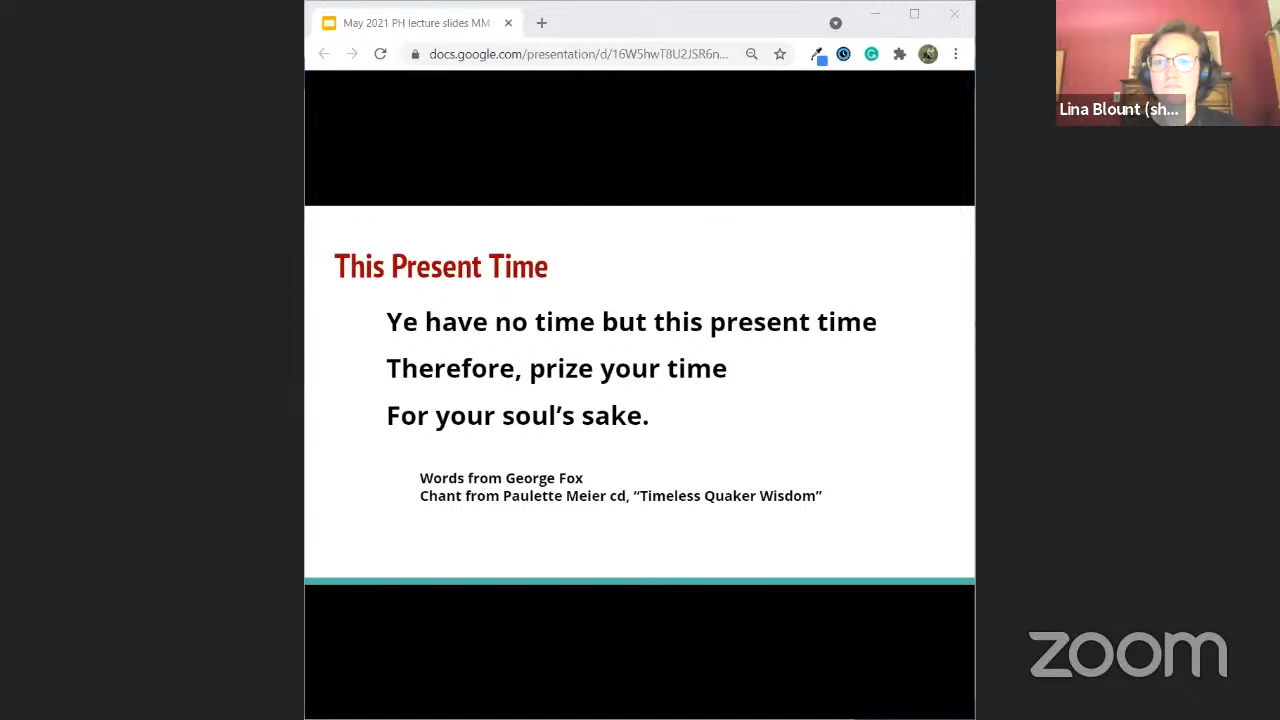 May 2021 PH lecture slides MM
docs.google.com/presentation/d/16W5hwT8U2JSR6n...
Lina Blount (sh...
This Present Time
Ye have no time but this present time
Therefore, prize your time
For your soul's sake.
Words from George Fox
Chant from Paulette Meier cd, “Timeless Quaker Wisdom”
zoom